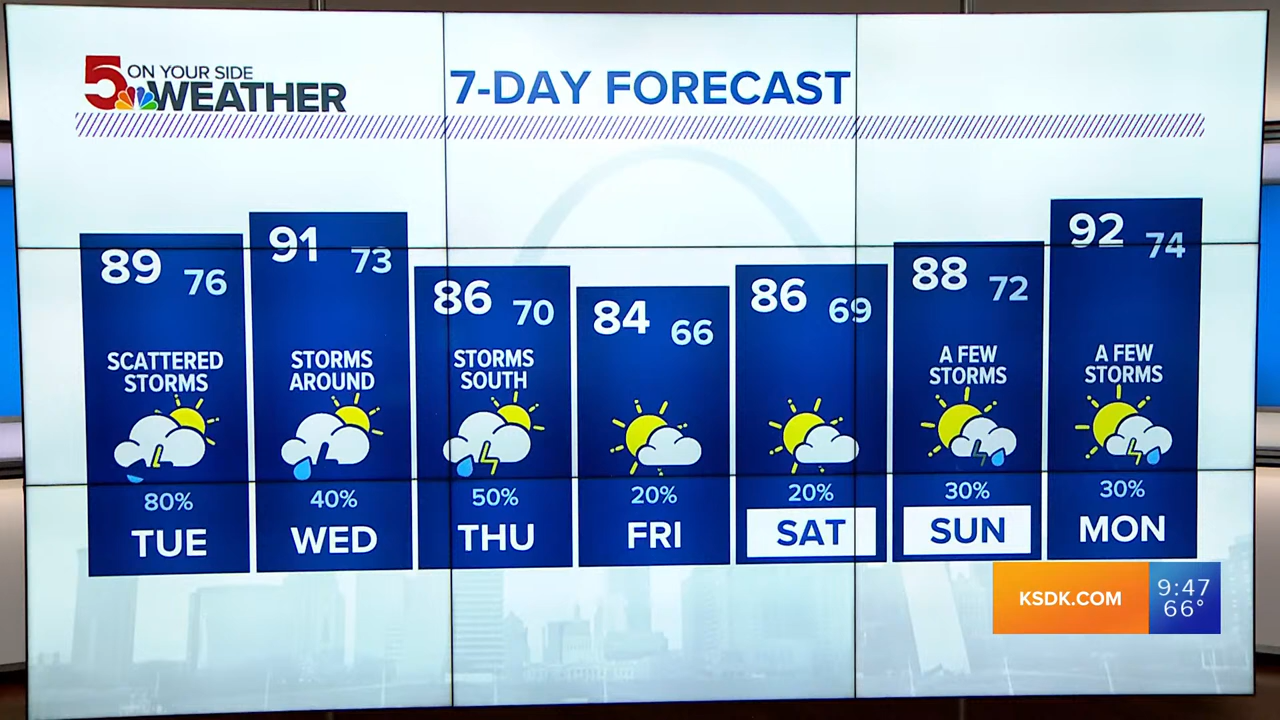 5 ON YOUR SIDE
WEATHER
7-DAY FORECAST
89 76
SCATTERED
STORMS
80%
TUE
91 73
STORMS
AROUND
40%
WED
86 70
STORMS
SOUTH
50%
THU
84 66
20%
FRI
86 69
20%
SAT
88 72
A FEW
STORMS
30%
SUN
92 74
A FEW
STORMS
30%
MON
KSDK.COM
9:47
66°